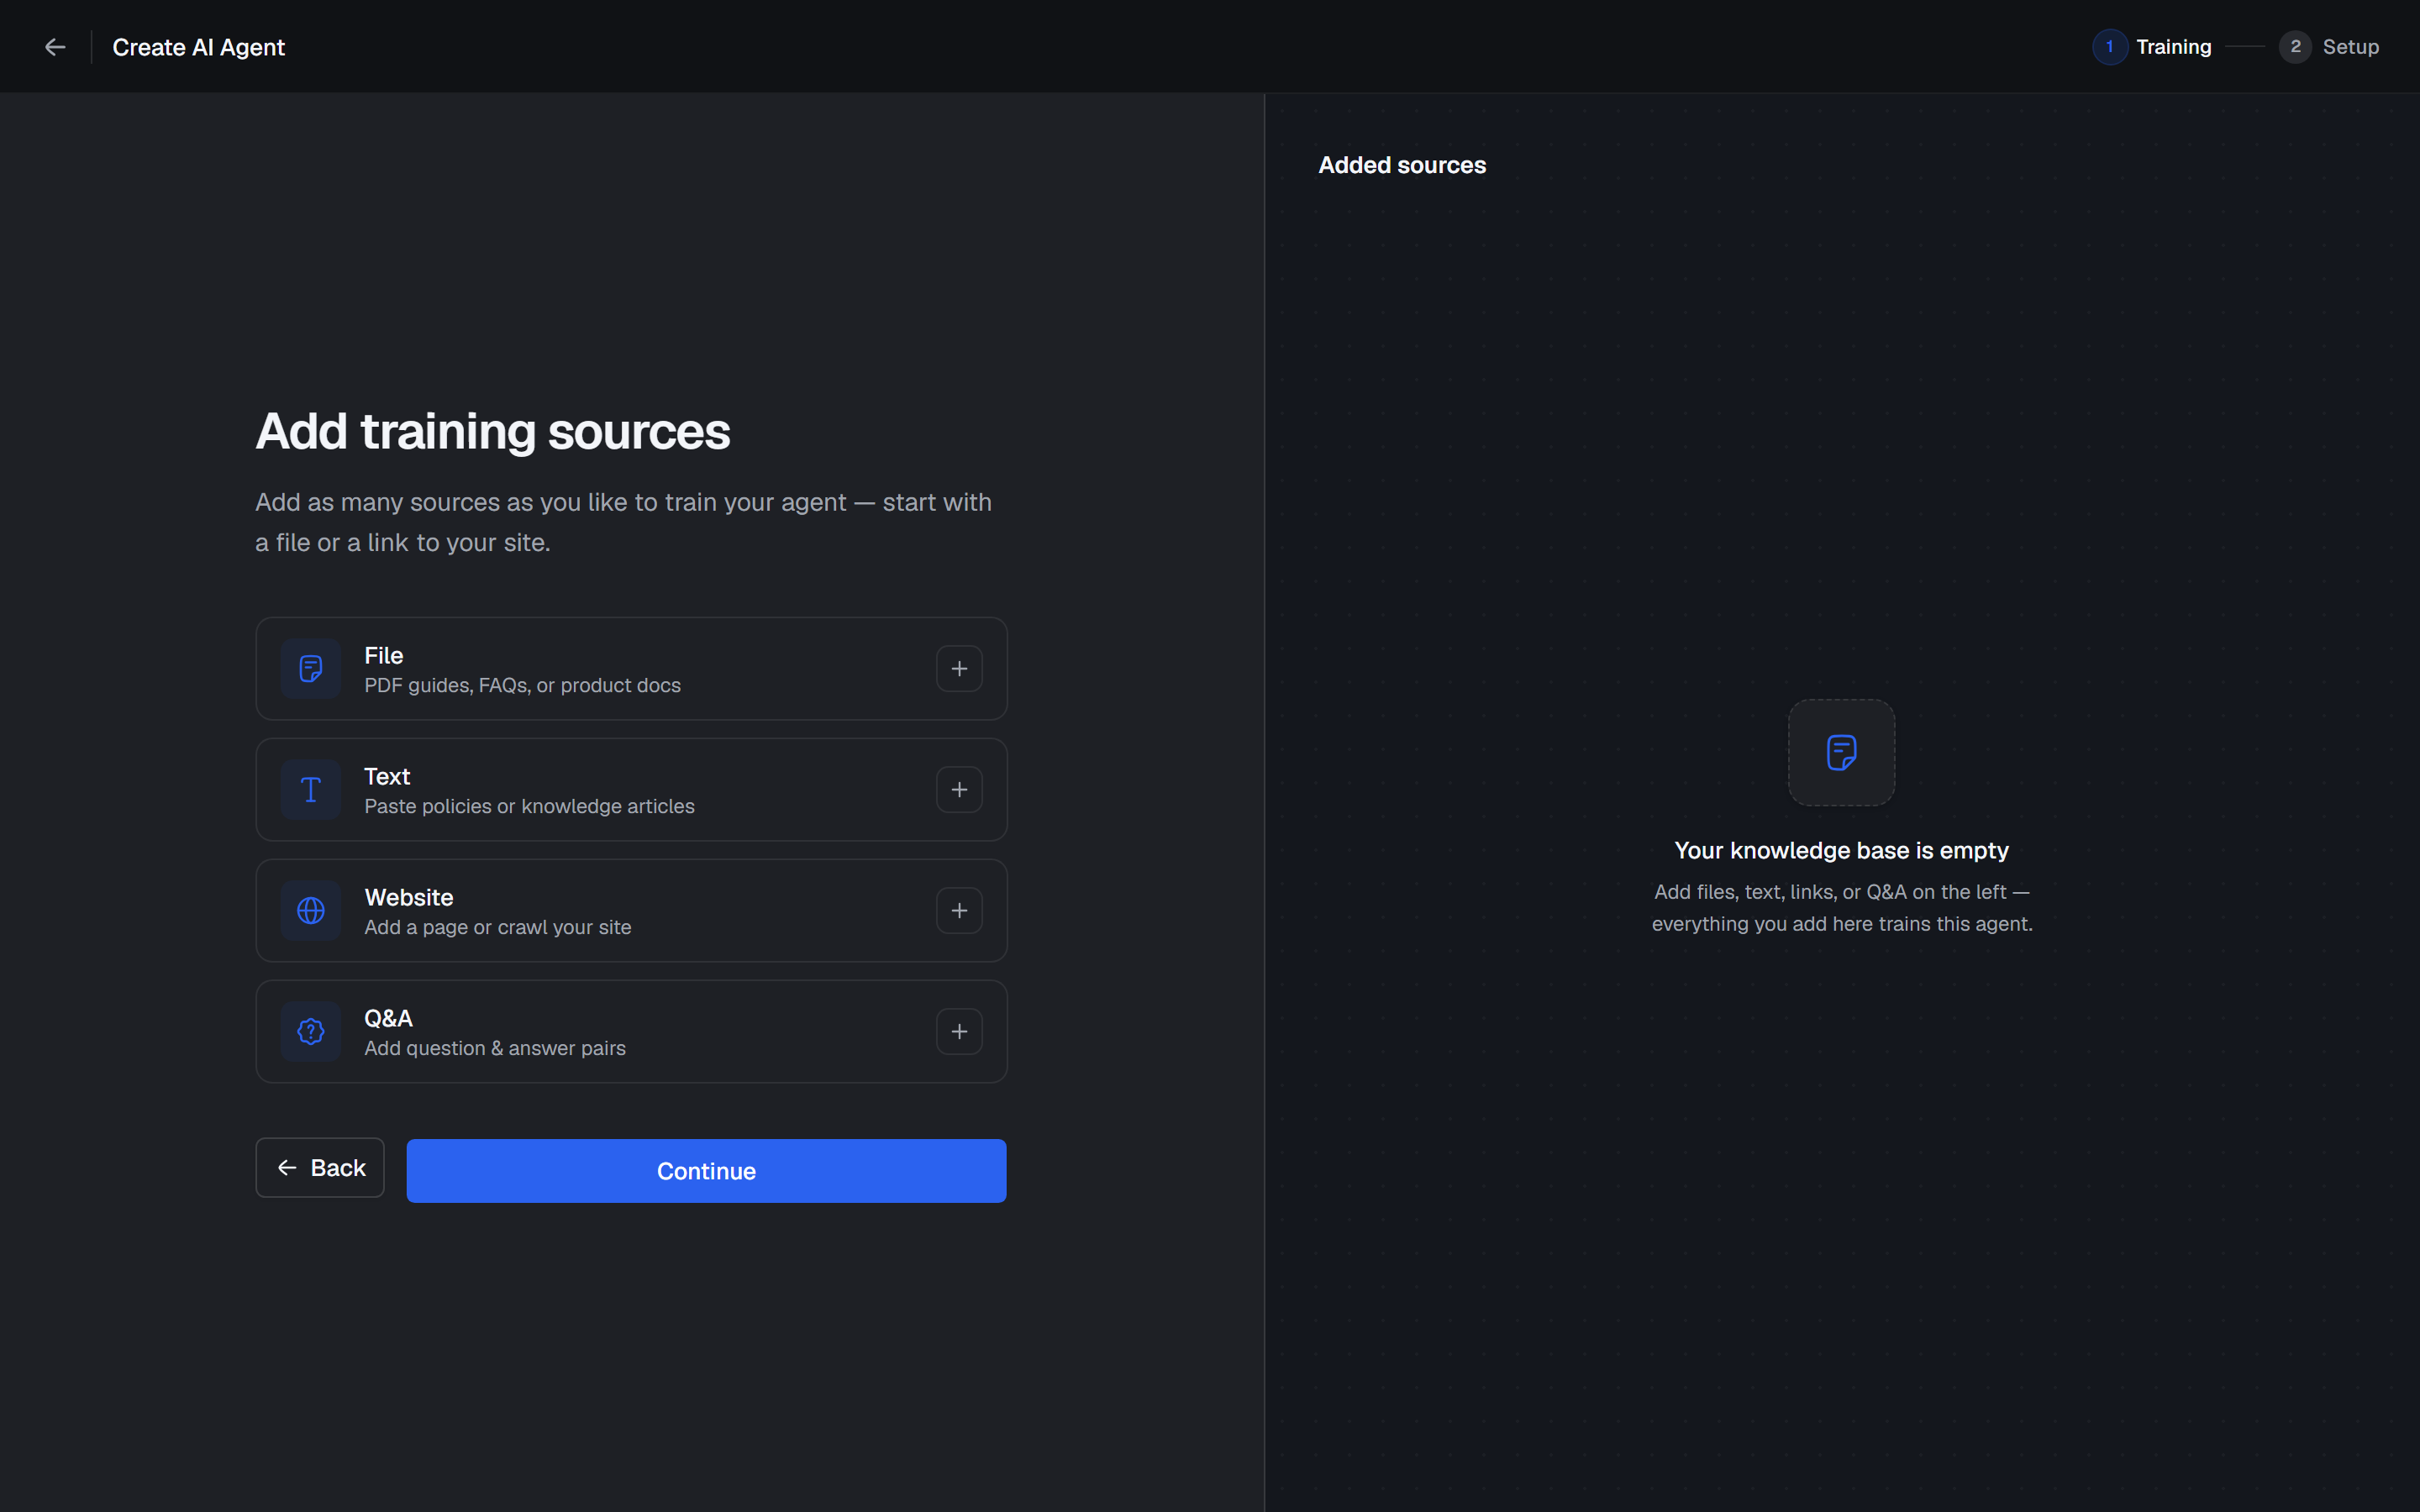 Create AI Agent
1 Training
2 Setup
Add training sources
Add as many sources as you like to train your agent — start with
a file or a link to your site.
File
PDF guides, FAQs, or product docs
Text
Paste policies or knowledge articles
Website
Add a page or crawl your site
Q&A
Add question & answer pairs
Back
Continue
Added sources
Your knowledge base is empty
Add files, text, links, or Q&A on the left —
everything you add here trains this agent.